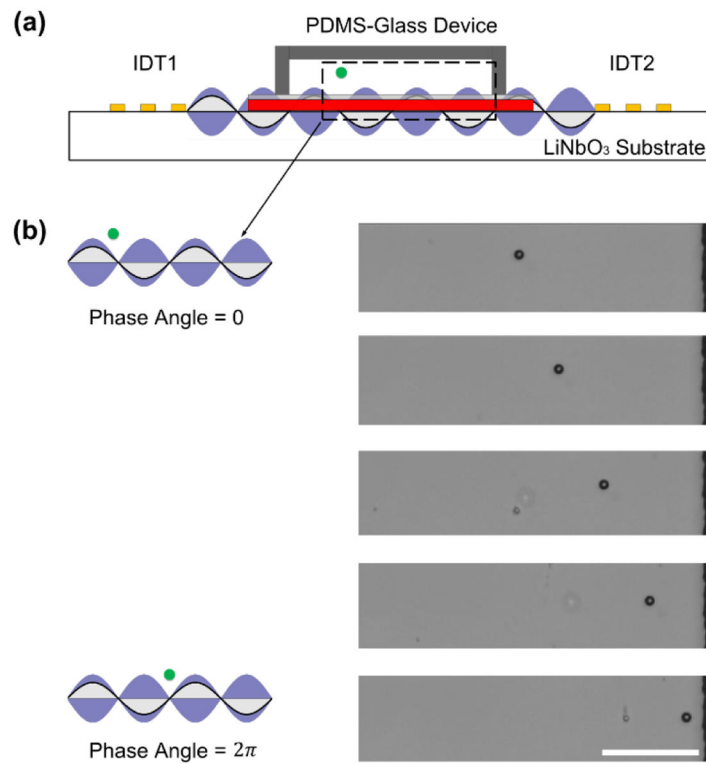 (a)
PDMS-Glass Device
IDT1
IDT2
LiNbO₃ Substrate
(b)
Phase Angle = 0
Phase Angle = 2π